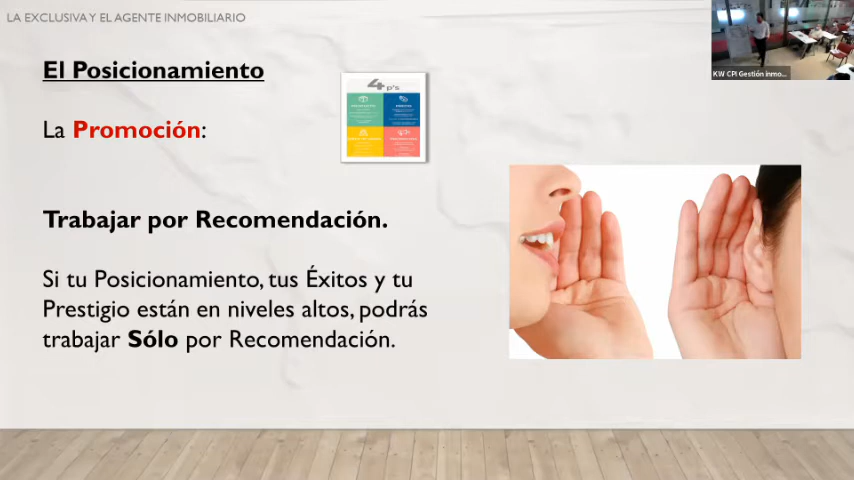 LA EXCLUSIVA Y EL AGENTE INMOBILIARIO
El Posicionamiento
4 p's
La Promoción:
Trabajar por Recomendación.
Si tu Posicionamiento, tus Éxitos y tu
Prestigio están en niveles altos, podrás
trabajar Sólo por Recomendación.
KW CPI Gestión inmo...